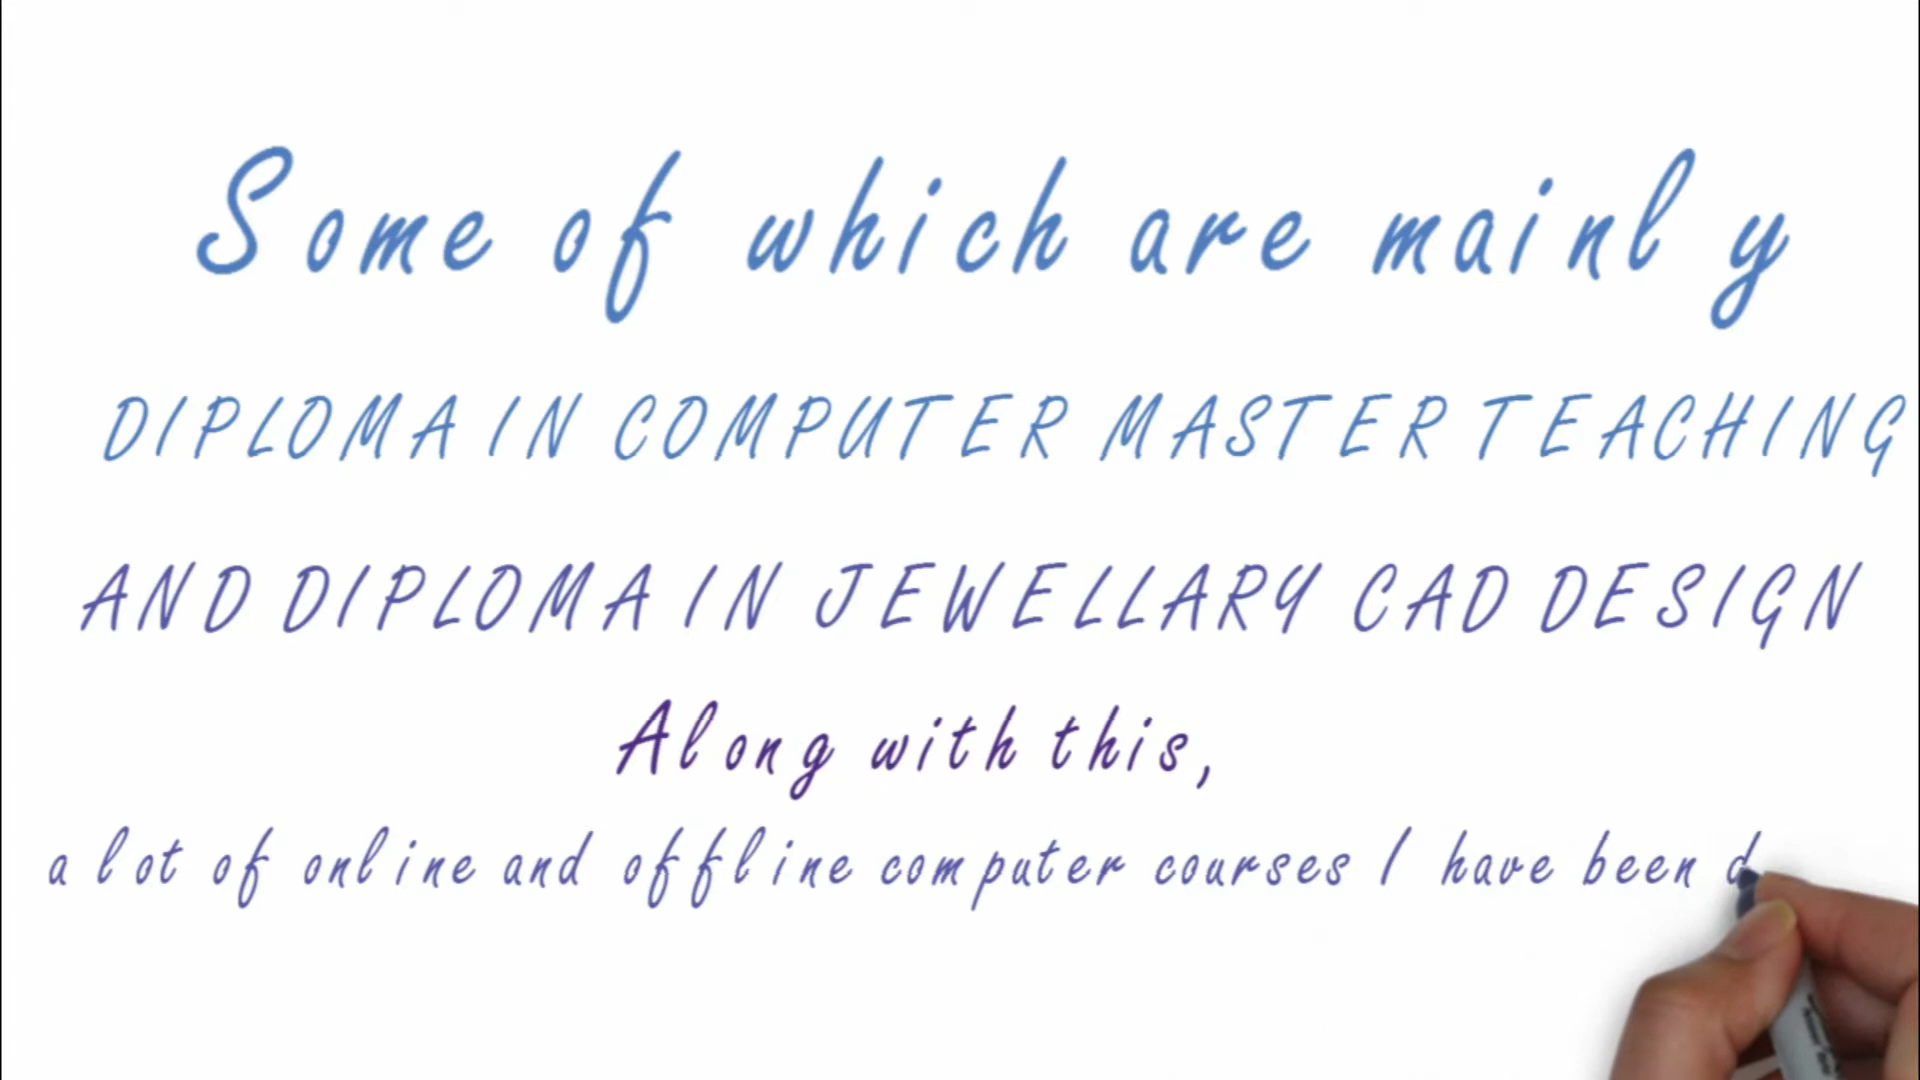 Some of which are mainly
DIPLOMA IN COMPUTER MASTER TEACHING
AND DIPLOMA IN JEWELLARY CAD DESIGN
Along with this,
a lot of online and offline computer courses I have been d